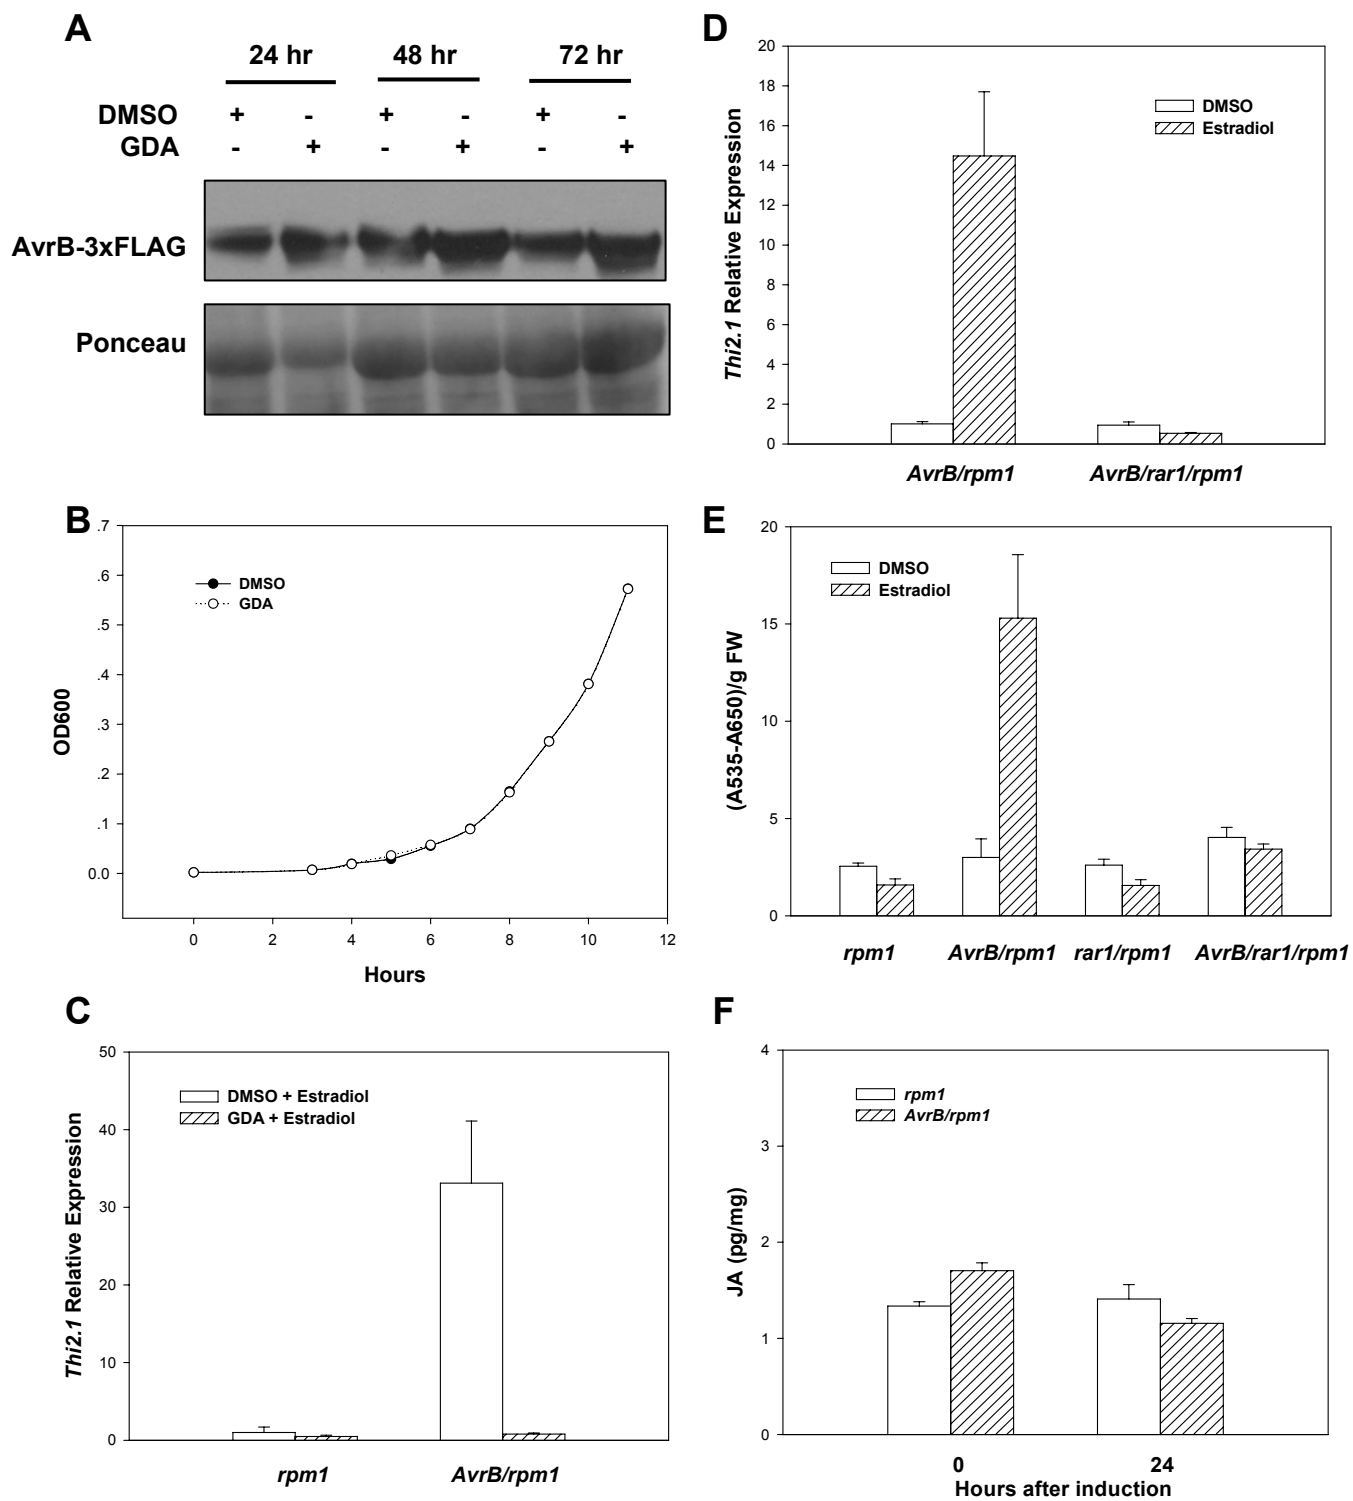 A
24 hr 48 hr 72 hr
DMSO + - + - + -
GDA - + - + - +
AvrB-3xFLAG
Ponceau
B
.7
.6
.5
.4
.3
.2
.1
0.0
OD600
DMSO
GDA
0 2 4 6 8 10 12
Hours
C
50
40
30
20
10
0
Thi2.1 Relative Expression
DMSO + Estradiol
GDA + Estradiol
rpm1 AvrB/rpm1
D
20
18
16
14
12
10
8
6
4
2
0
Thi2.1 Relative Expression
DMSO
Estradiol
AvrB/rpm1 AvrB/rar1/rpm1
E
20
15
10
5
0
(A535-A650)/g FW
DMSO
Estradiol
rpm1 AvrB/rpm1 rar1/rpm1 AvrB/rar1/rpm1
F
4
3
2
1
0
JA (pg/mg)
rpm1
AvrB/rpm1
0 24
Hours after induction